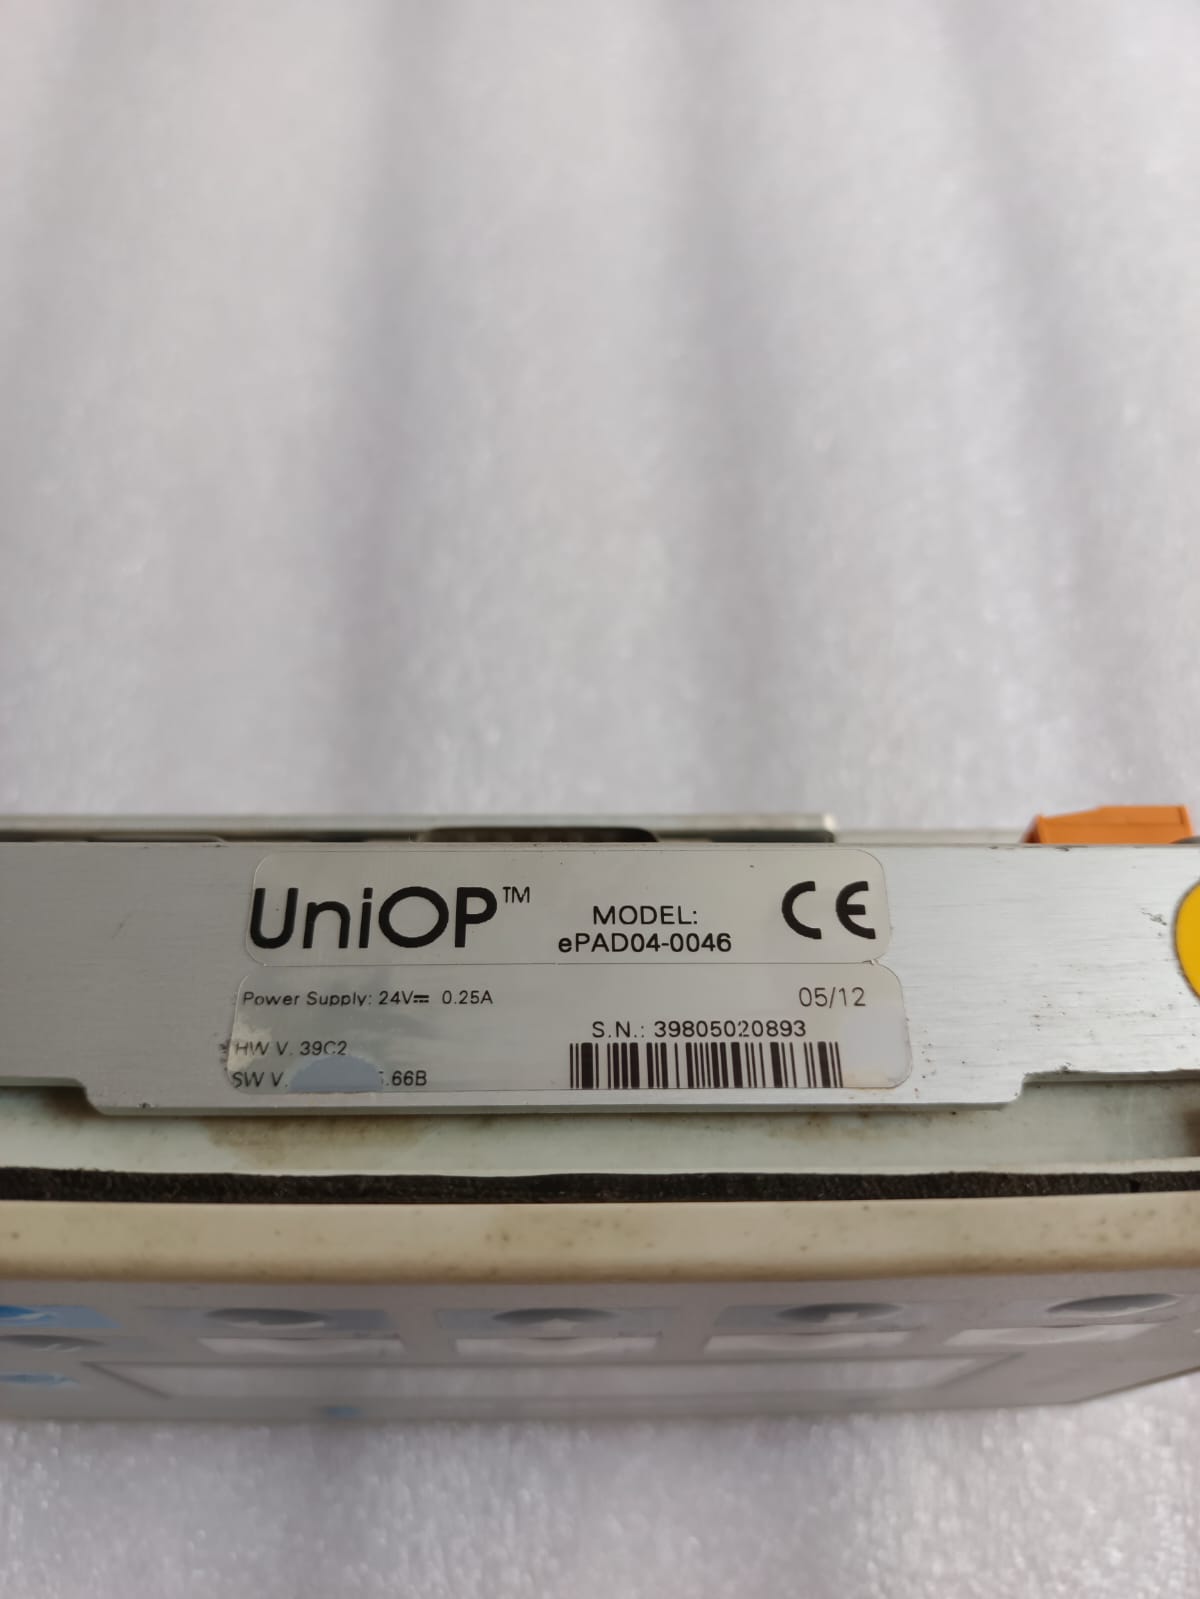 UniOP™
MODEL:
ePAD04-0046
CE
Power Supply: 24V⎓ 0.25A
05/12
S.N.: 39805020893
HW V. 39C2
SW V. .66B